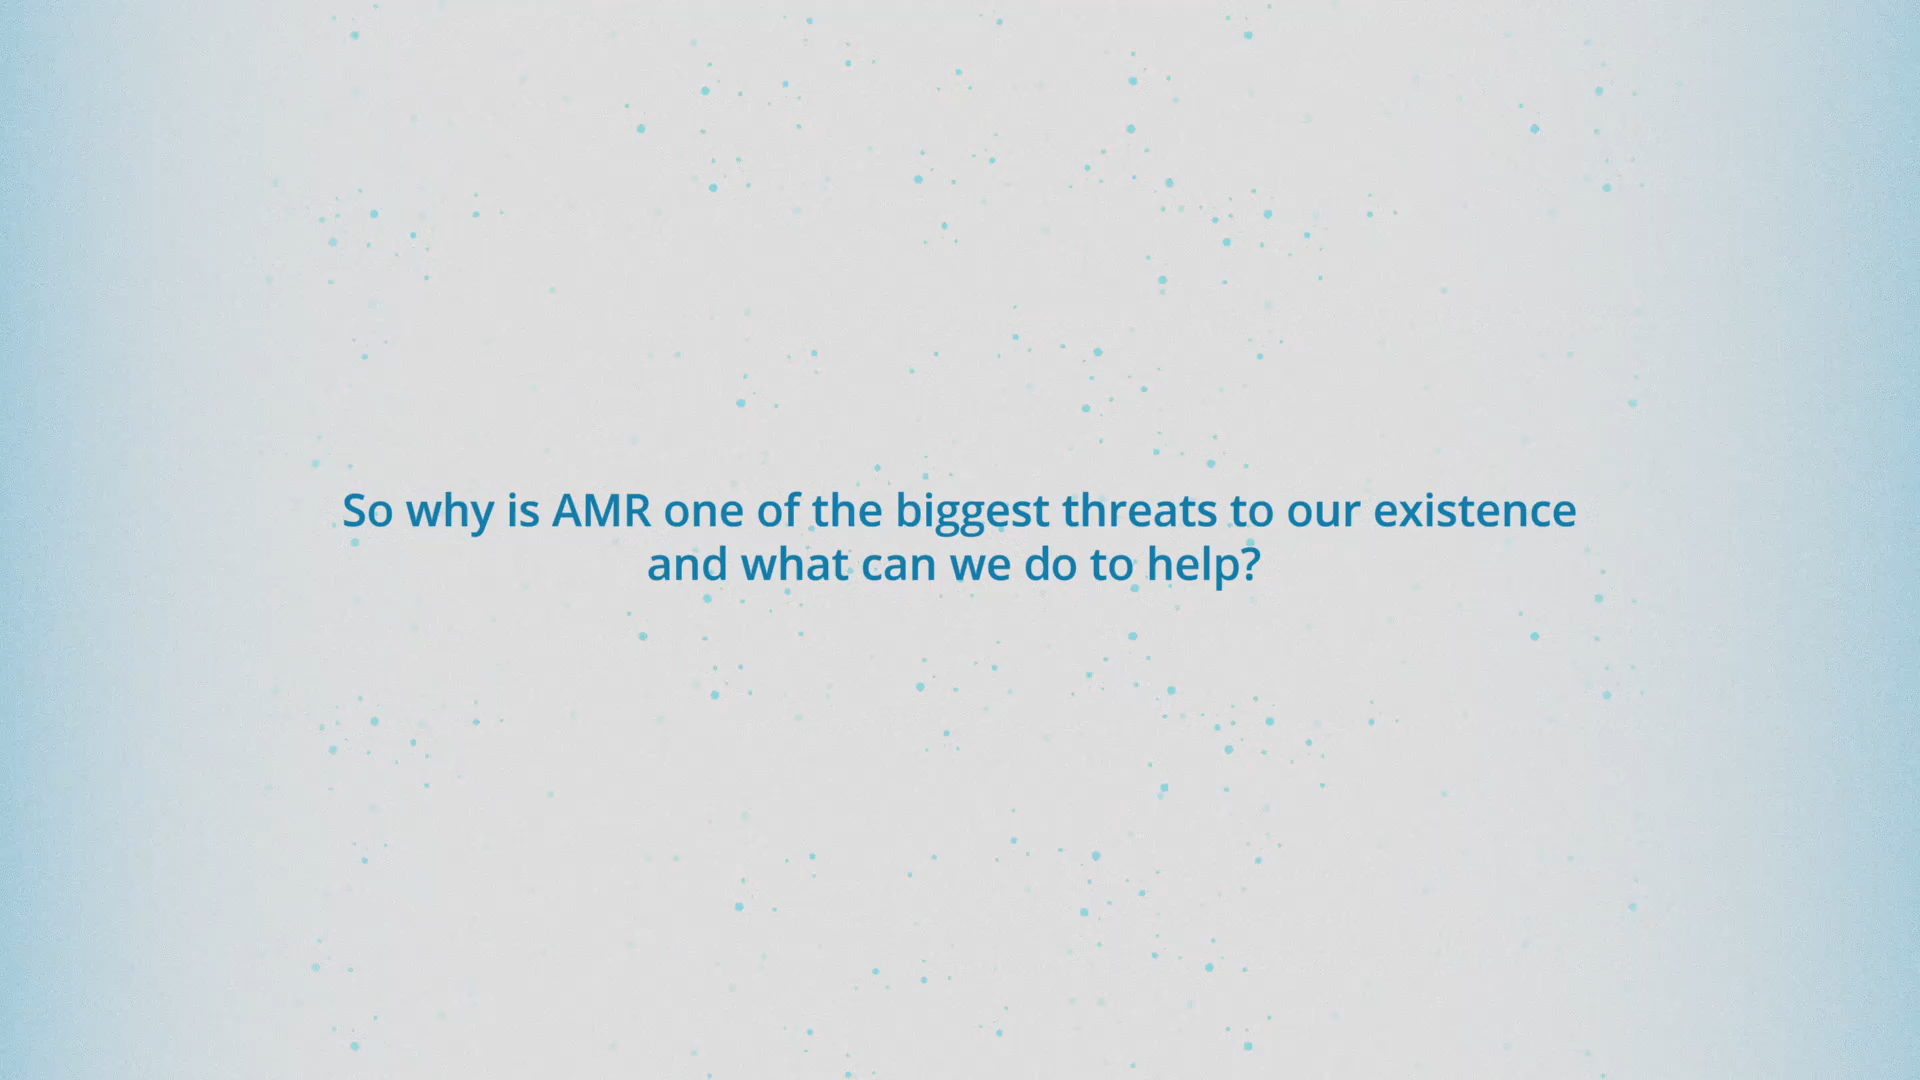 So why is AMR one of the biggest threats to our existence
and what can we do to help?